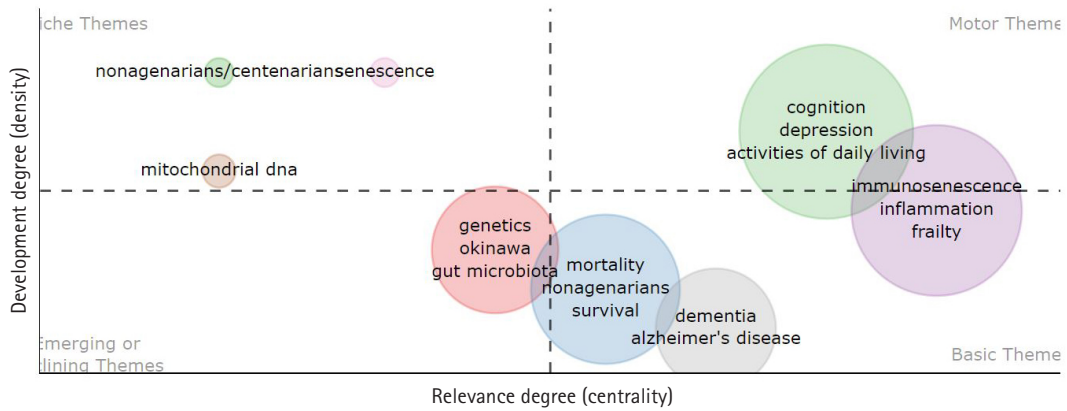 iche Themes
Motor Theme
nonagenarians/centenarians
senescence
cognition
depression
activities of daily living
mitochondrial dna
immunosenescence
inflammation
frailty
genetics
okinawa
gut microbiota
mortality
nonagenarians
survival
dementia
alzheimer's disease
Emerging or
lining Themes
Basic Theme
Development degree (density)
Relevance degree (centrality)